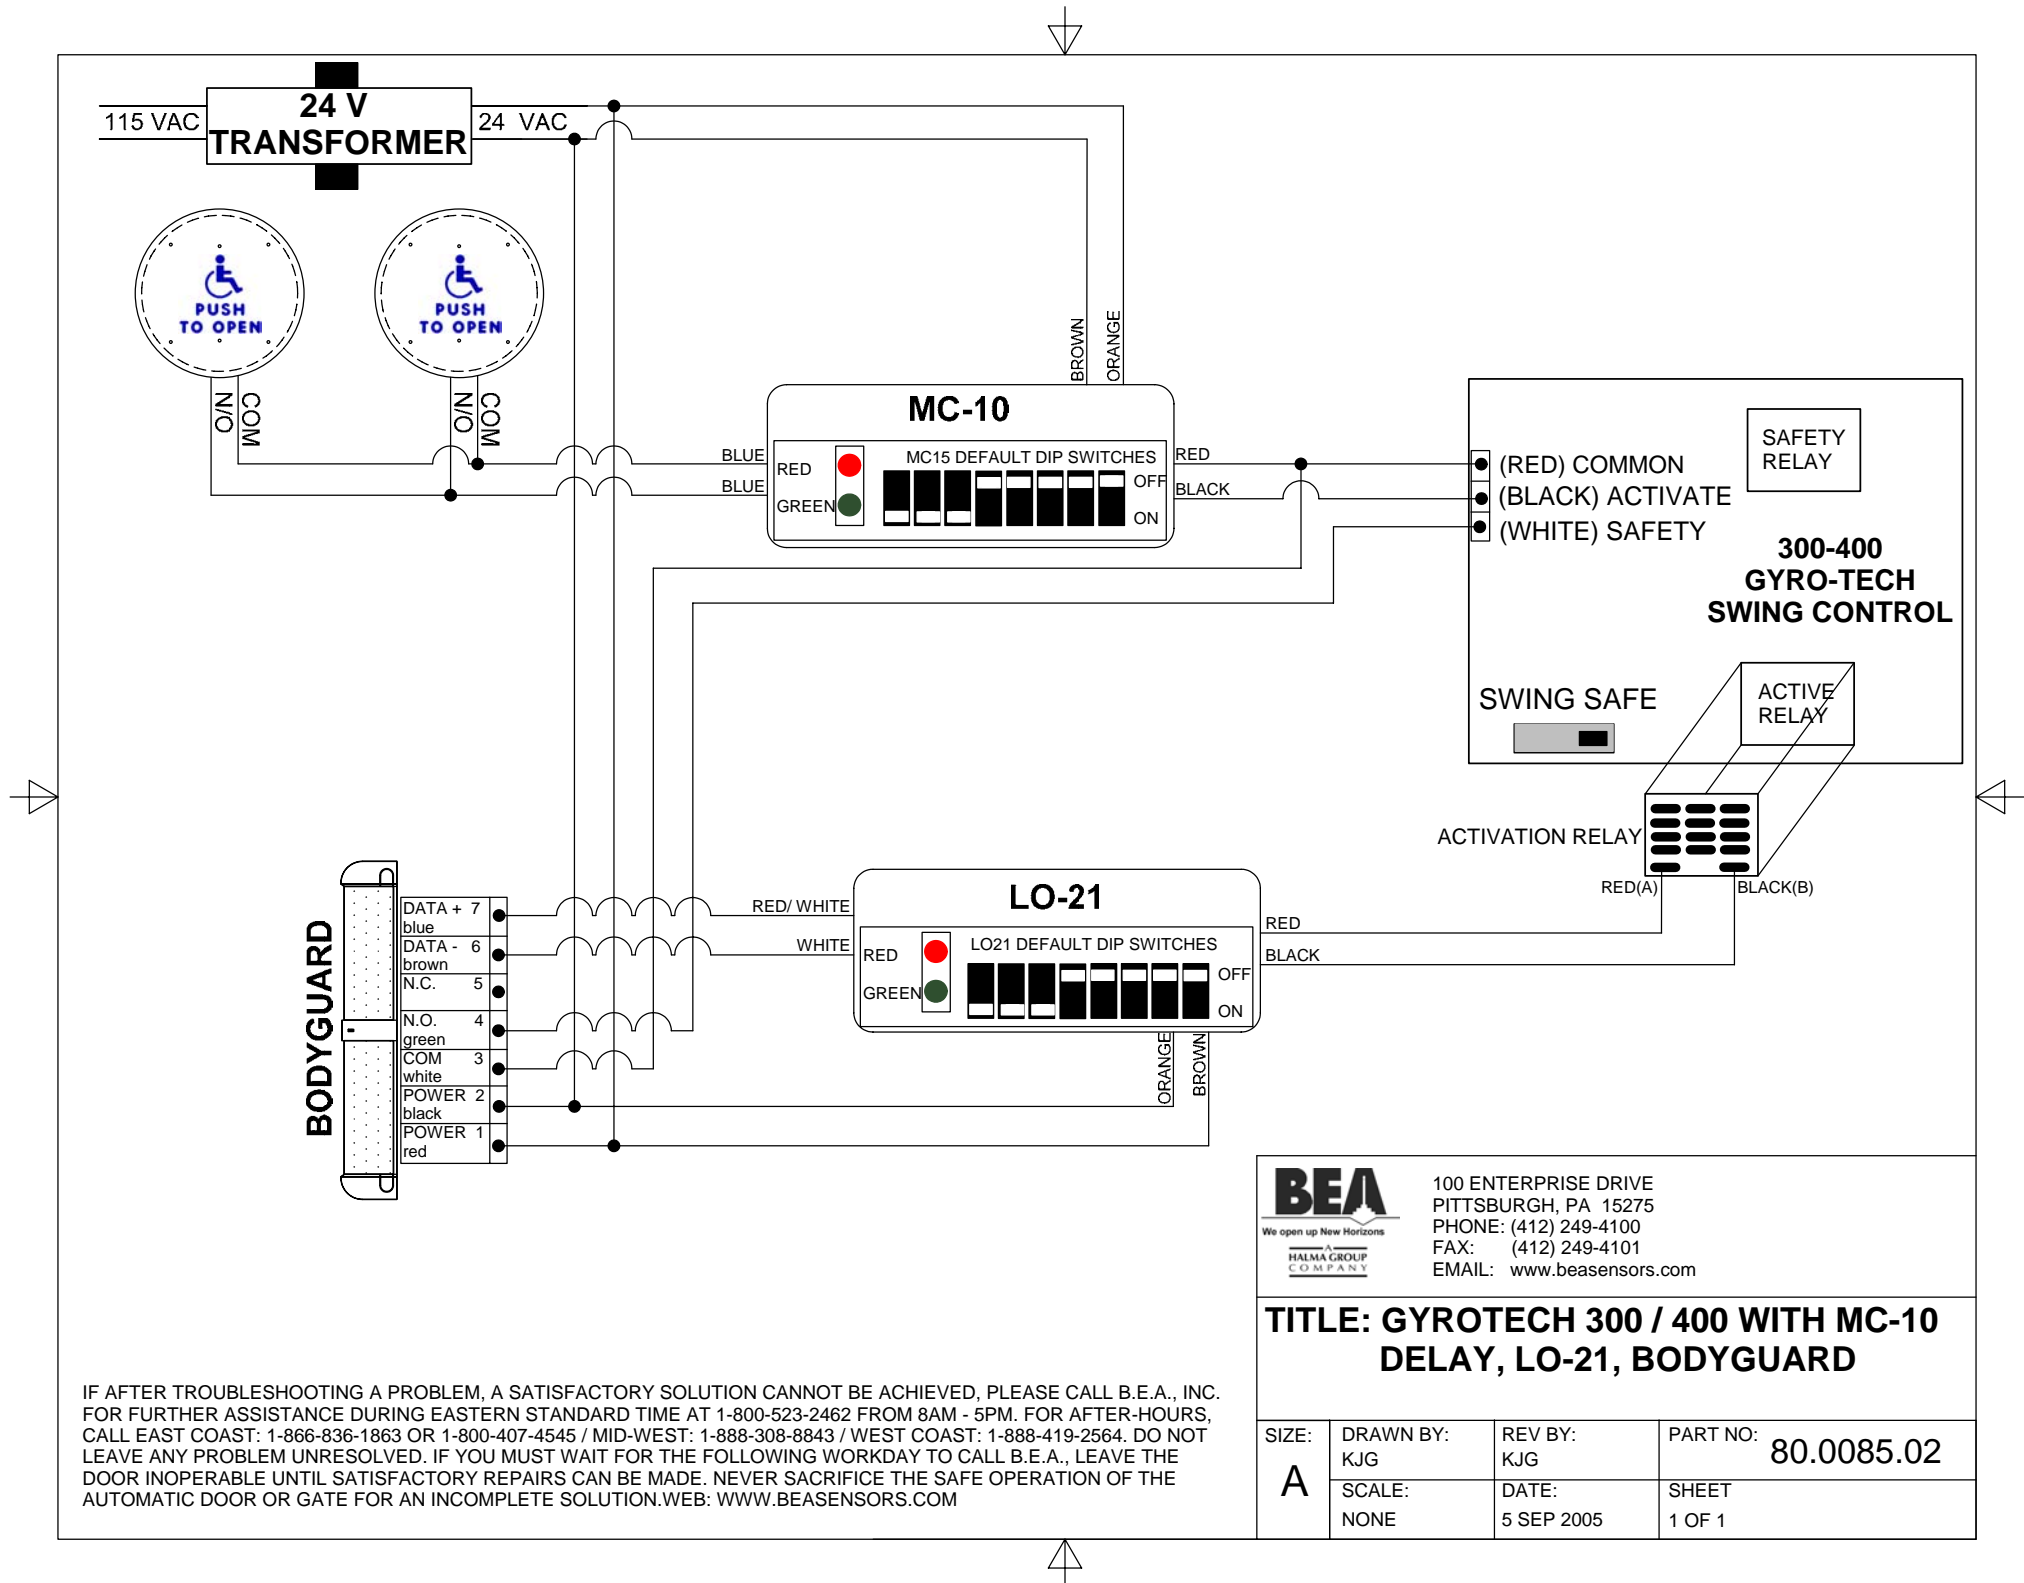 24 V
TRANSFORMER
115 VAC
24 VAC
PUSH
TO OPEN
PUSH
TO OPEN
N/O
COM
N/O
COM
BROWN
ORANGE
MC-10
BLUE
BLUE
RED
GREEN
MC15 DEFAULT DIP SWITCHES
OFF
ON
RED
BLACK
(RED) COMMON
(BLACK) ACTIVATE
(WHITE) SAFETY
SAFETY
RELAY
300-400
GYRO-TECH
SWING CONTROL
SWING SAFE
ACTIVE
RELAY
ACTIVATION RELAY
RED(A)
BLACK(B)
BODYGUARD
DATA + 7
blue
DATA - 6
brown
N.C. 5
N.O. 4
green
COM 3
white
POWER 2
black
POWER 1
red
RED/ WHITE
WHITE
LO-21
RED
GREEN
LO21 DEFAULT DIP SWITCHES
OFF
ON
RED
BLACK
ORANGE
BROWN
BEA
We open up New Horizons
A
HALMA GROUP
COMPANY
100 ENTERPRISE DRIVE
PITTSBURGH, PA 15275
PHONE: (412) 249-4100
FAX: (412) 249-4101
EMAIL: www.beasensors.com
TITLE: GYROTECH 300 / 400 WITH MC-10
DELAY, LO-21, BODYGUARD
SIZE:
A
DRAWN BY:
KJG
REV BY:
KJG
PART NO: 80.0085.02
SCALE:
NONE
DATE:
5 SEP 2005
SHEET
1 OF 1
IF AFTER TROUBLESHOOTING A PROBLEM, A SATISFACTORY SOLUTION CANNOT BE ACHIEVED, PLEASE CALL B.E.A., INC.
FOR FURTHER ASSISTANCE DURING EASTERN STANDARD TIME AT 1-800-523-2462 FROM 8AM - 5PM. FOR AFTER-HOURS,
CALL EAST COAST: 1-866-836-1863 OR 1-800-407-4545 / MID-WEST: 1-888-308-8843 / WEST COAST: 1-888-419-2564. DO NOT
LEAVE ANY PROBLEM UNRESOLVED. IF YOU MUST WAIT FOR THE FOLLOWING WORKDAY TO CALL B.E.A., LEAVE THE
DOOR INOPERABLE UNTIL SATISFACTORY REPAIRS CAN BE MADE. NEVER SACRIFICE THE SAFE OPERATION OF THE
AUTOMATIC DOOR OR GATE FOR AN INCOMPLETE SOLUTION.WEB: WWW.BEASENSORS.COM